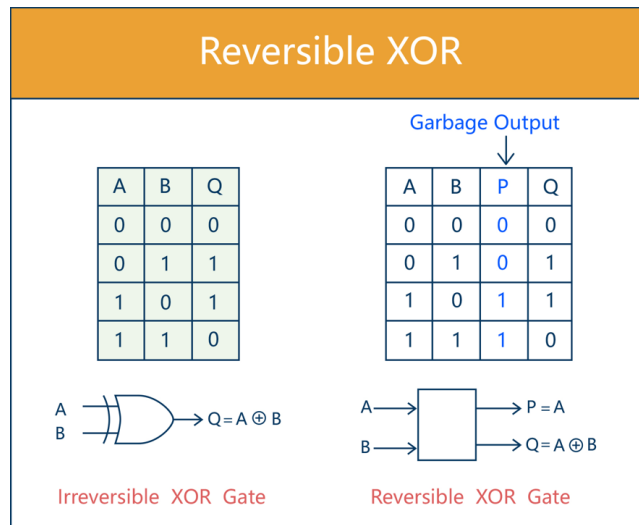 Reversible XOR
Garbage Output
A B Q
0 0 0
0 1 1
1 0 1
1 1 0
A B P Q
0 0 0 0
0 1 0 1
1 0 1 1
1 1 1 0
A
B
Q=A ⊕ B
Irreversible XOR Gate
A
B
P=A
Q=A ⊕ B
Reversible XOR Gate